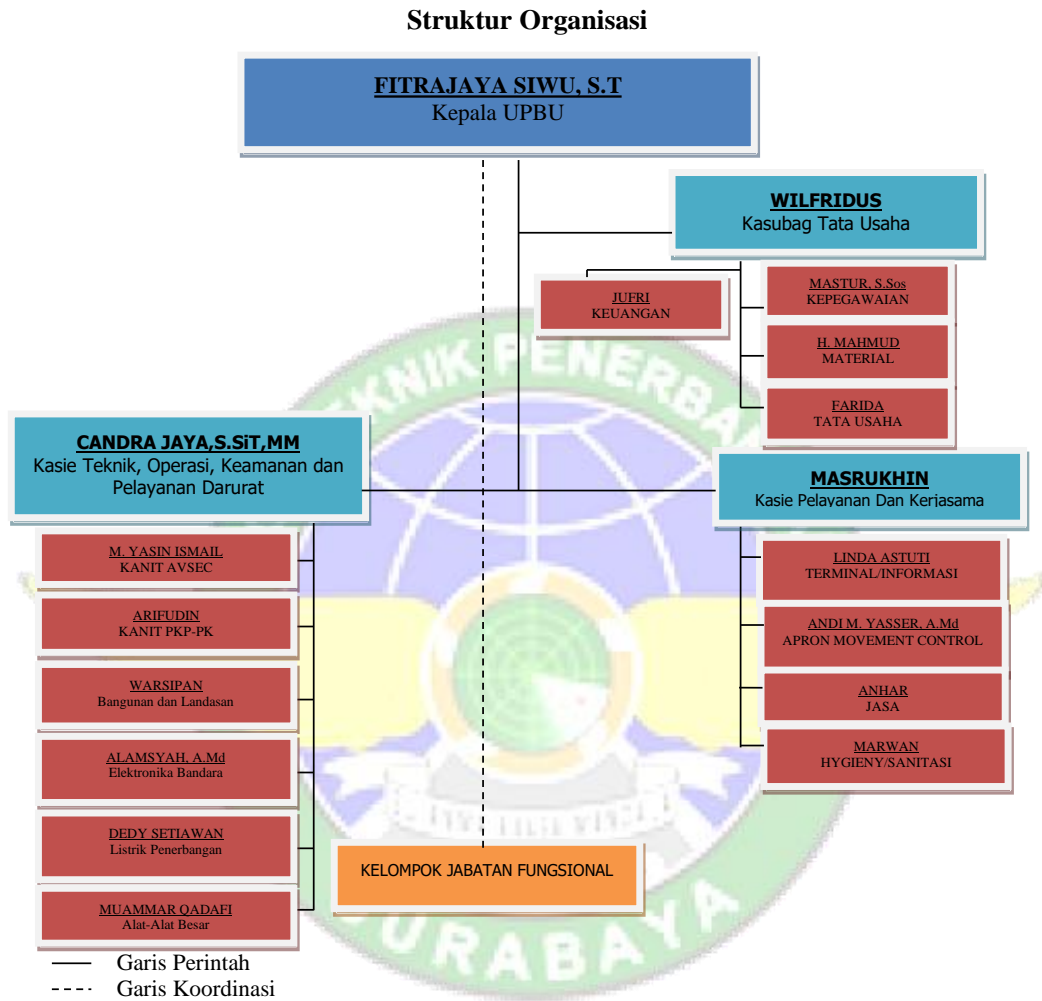 Struktur Organisasi
FITRAJAYA SIWU, S.T
Kepala UPBU
WILFRIDUS
Kasubag Tata Usaha
JUFRI
KEUANGAN
MASTUR, S.Sos
KEPEGAWAIAN
H. MAHMUD
MATERIAL
FARIDA
TATA USAHA
CANDRA JAYA,S.SiT,MM
Kasie Teknik, Operasi, Keamanan dan
Pelayanan Darurat
MASRUKHIN
Kasie Pelayanan Dan Kerjasama
M. YASIN ISMAIL
KANIT AVSEC
ARIFUDIN
KANIT PKP-PK
WARSIPAN
Bangunan dan Landasan
ALAMSYAH, A.Md
Elektronika Bandara
DEDY SETIAWAN
Listrik Penerbangan
MUAMMAR QADAFI
Alat-Alat Besar
LINDA ASTUTI
TERMINAL/INFORMASI
ANDI M. YASSER, A.Md
APRON MOVEMENT CONTROL
ANHAR
JASA
MARWAN
HYGIENY/SANITASI
KELOMPOK JABATAN FUNGSIONAL
Garis Perintah
Garis Koordinasi
TEKNIK PENERBA
SURABAYA